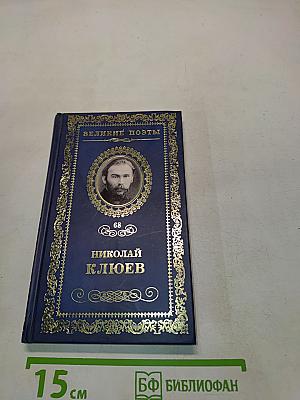 ВЕЛИКИЕ ПОЭТЫ
68
НИКОЛАЙ
КЛЮЕВ
15 см
БФ БИБЛИОФАН